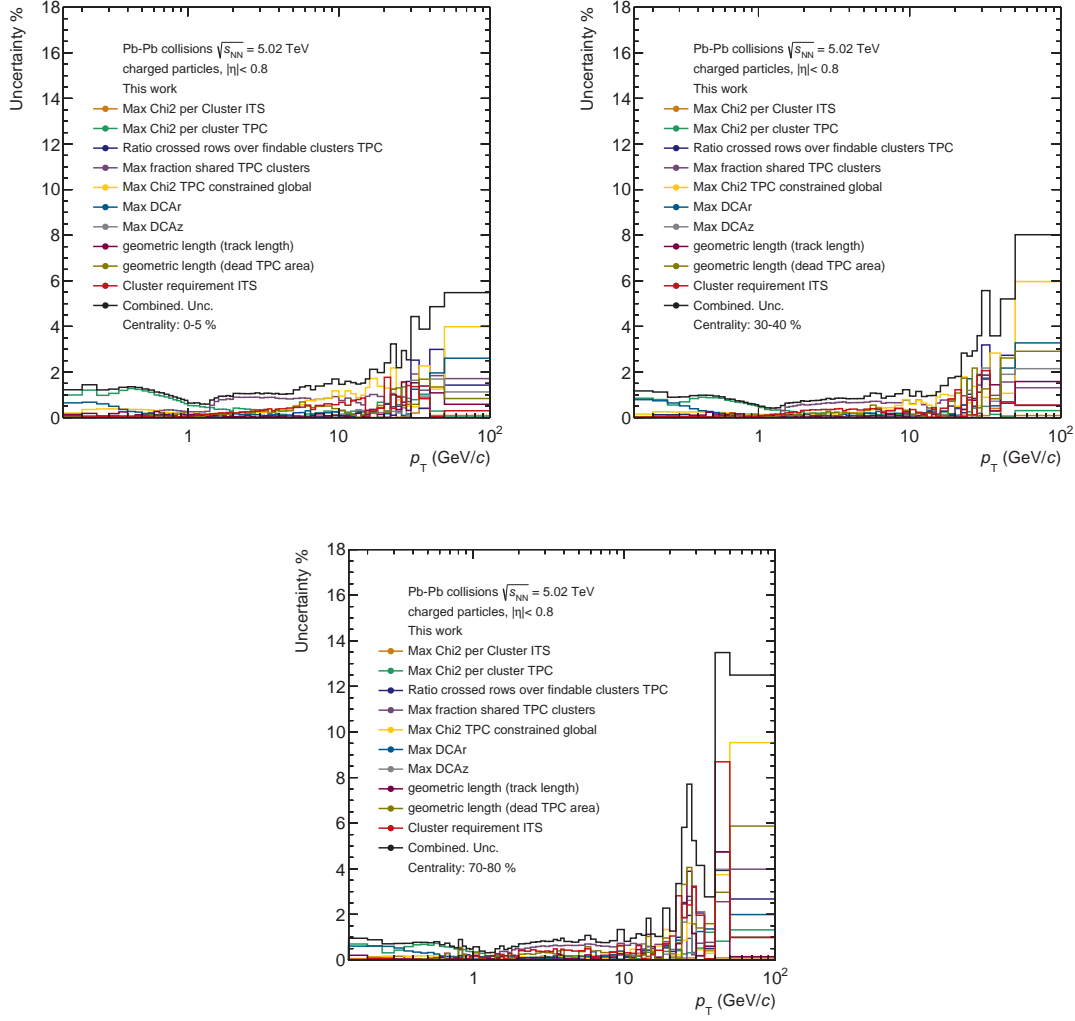 Uncertainty %
18
16
14
12
10
8
6
4
2
0
Pb-Pb collisions √s_NN = 5.02 TeV
charged particles, |η|< 0.8
This work
Max Chi2 per Cluster ITS
Max Chi2 per cluster TPC
Ratio crossed rows over findable clusters TPC
Max fraction shared TPC clusters
Max Chi2 TPC constrained global
Max DCAr
Max DCAz
geometric length (track length)
geometric length (dead TPC area)
Cluster requirement ITS
Combined. Unc.
Centrality: 0-5 %
1 10 10²
p_T (GeV/c)
Uncertainty %
18
16
14
12
10
8
6
4
2
0
Pb-Pb collisions √s_NN = 5.02 TeV
charged particles, |η|< 0.8
This work
Max Chi2 per Cluster ITS
Max Chi2 per cluster TPC
Ratio crossed rows over findable clusters TPC
Max fraction shared TPC clusters
Max Chi2 TPC constrained global
Max DCAr
Max DCAz
geometric length (track length)
geometric length (dead TPC area)
Cluster requirement ITS
Combined. Unc.
Centrality: 30-40 %
1 10 10²
p_T (GeV/c)
Uncertainty %
18
16
14
12
10
8
6
4
2
0
Pb-Pb collisions √s_NN = 5.02 TeV
charged particles, |η|< 0.8
This work
Max Chi2 per Cluster ITS
Max Chi2 per cluster TPC
Ratio crossed rows over findable clusters TPC
Max fraction shared TPC clusters
Max Chi2 TPC constrained global
Max DCAr
Max DCAz
geometric length (track length)
geometric length (dead TPC area)
Cluster requirement ITS
Combined. Unc.
Centrality: 70-80 %
1 10 10²
p_T (GeV/c)